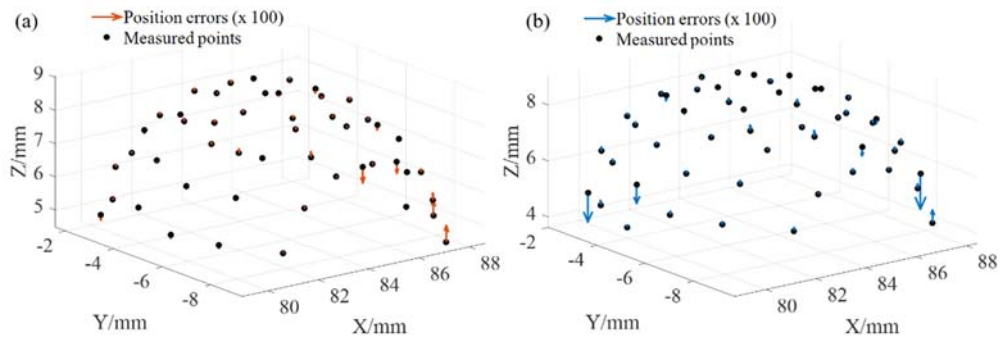 (a)
Position errors (x 100)
Measured points
9
8
7
6
5
Z/mm
-2
-4
-6
-8
Y/mm
80
82
84
86
88
X/mm
(b)
Position errors (x 100)
Measured points
8
6
4
Z/mm
-2
-4
-6
-8
Y/mm
80
82
84
86
88
X/mm